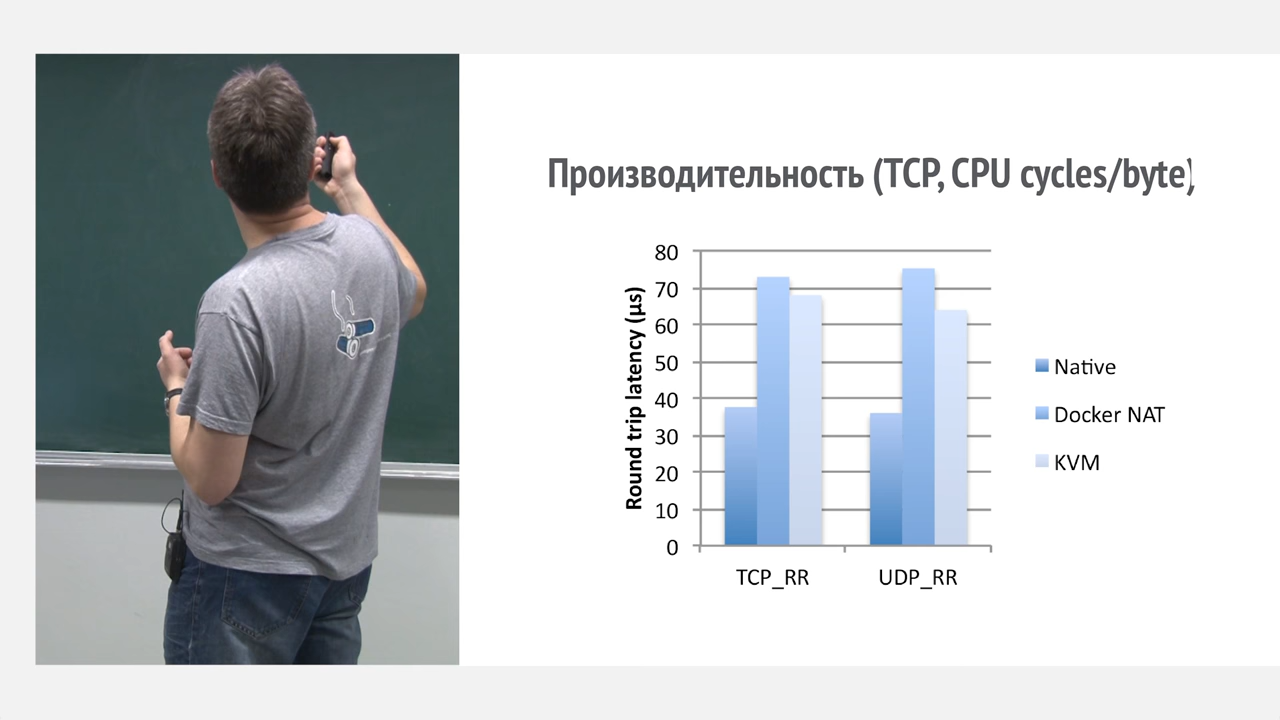 Производительность (TCP, CPU cycles/byte)
Round trip latency (µs)
80
70
60
50
40
30
20
10
0
TCP_RR
UDP_RR
Native
Docker NAT
KVM